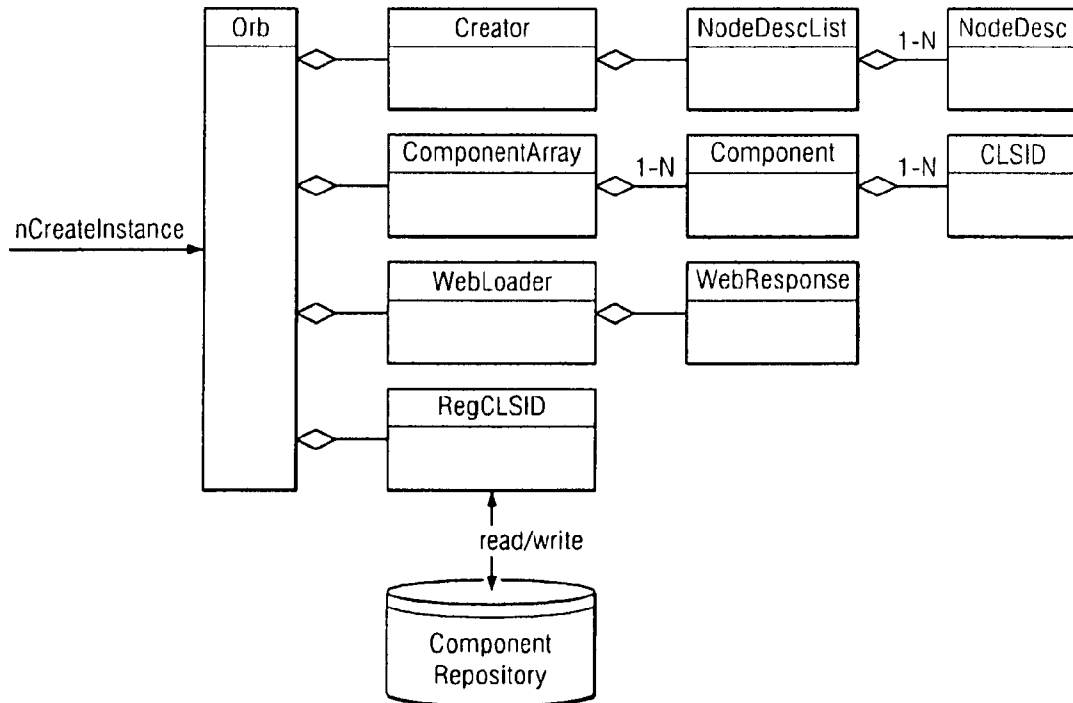 Orb
Creator
NodeDescList
1-N
NodeDesc
ComponentArray
1-N
Component
1-N
CLSID
nCreateInstance
WebLoader
WebResponse
RegCLSID
read/write
Component
Repository